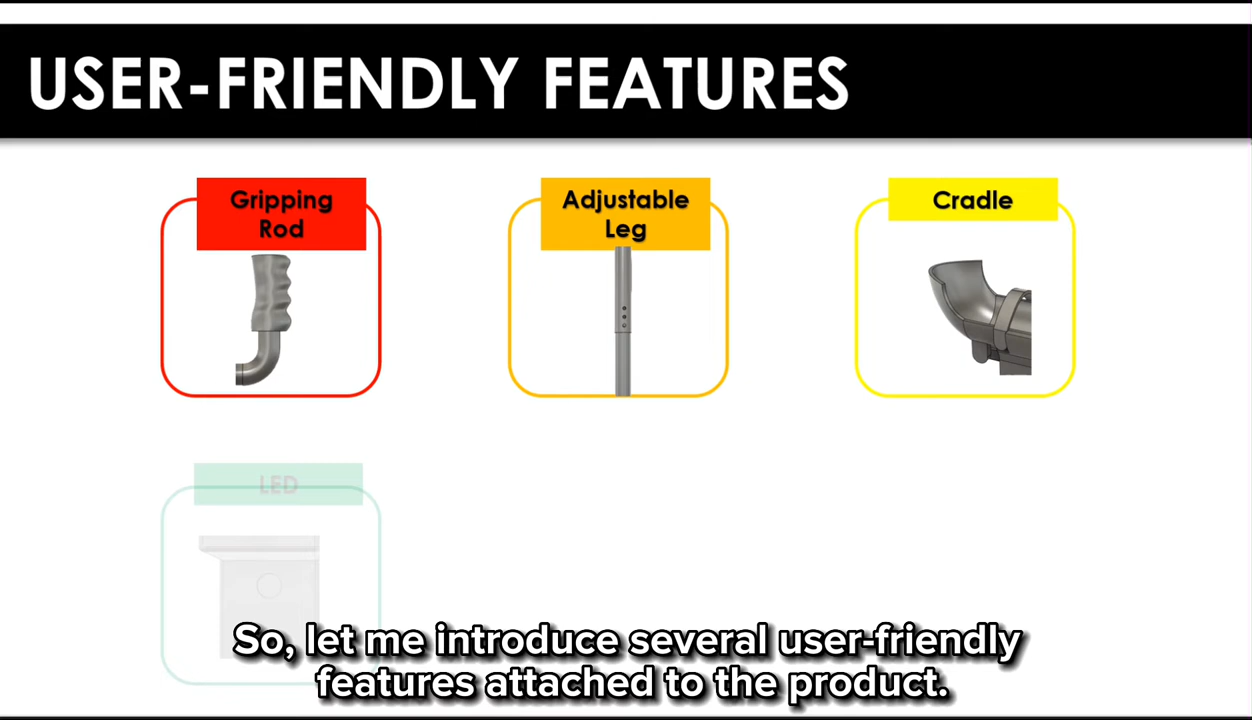 USER-FRIENDLY FEATURES
Gripping
Rod
Adjustable
Leg
Cradle
LED
So, let me introduce several user-friendly
features attached to the product.